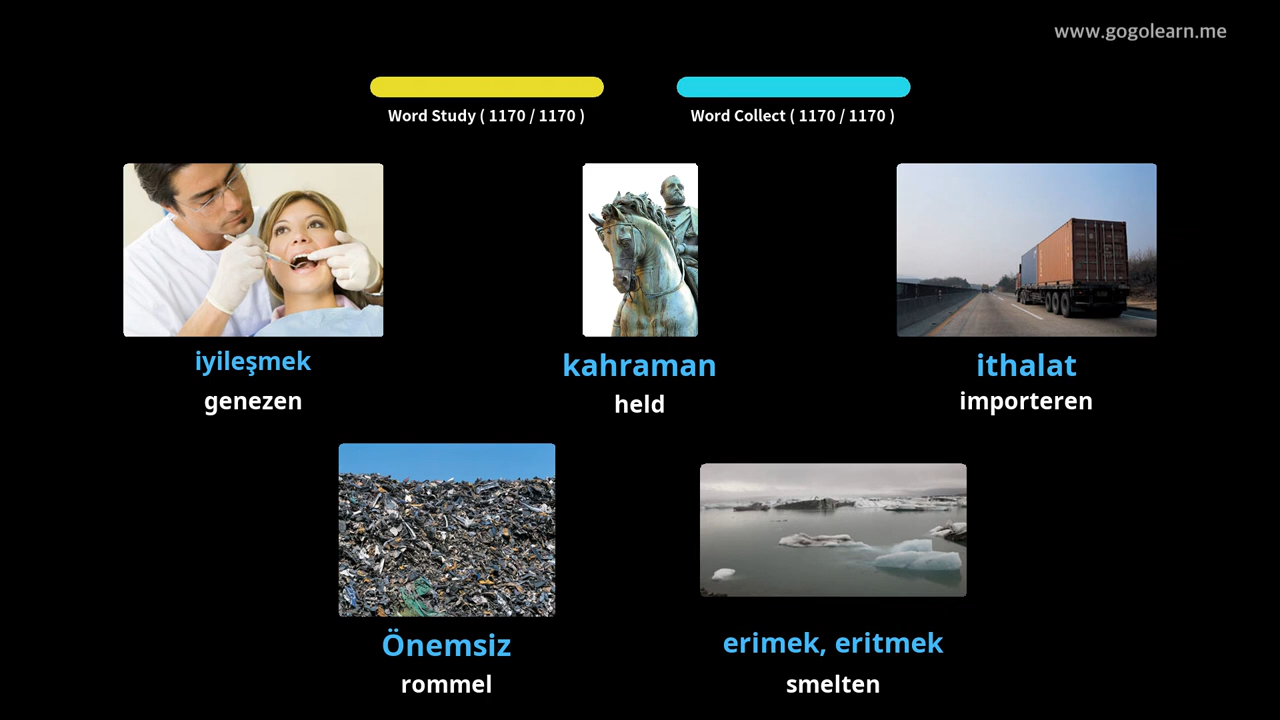 www.gogolearn.me
Word Study ( 1170 / 1170 )
Word Collect ( 1170 / 1170 )
iyileşmek
genezen
kahraman
held
ithalat
importeren
Önemsiz
rommel
erimek, eritmek
smelten